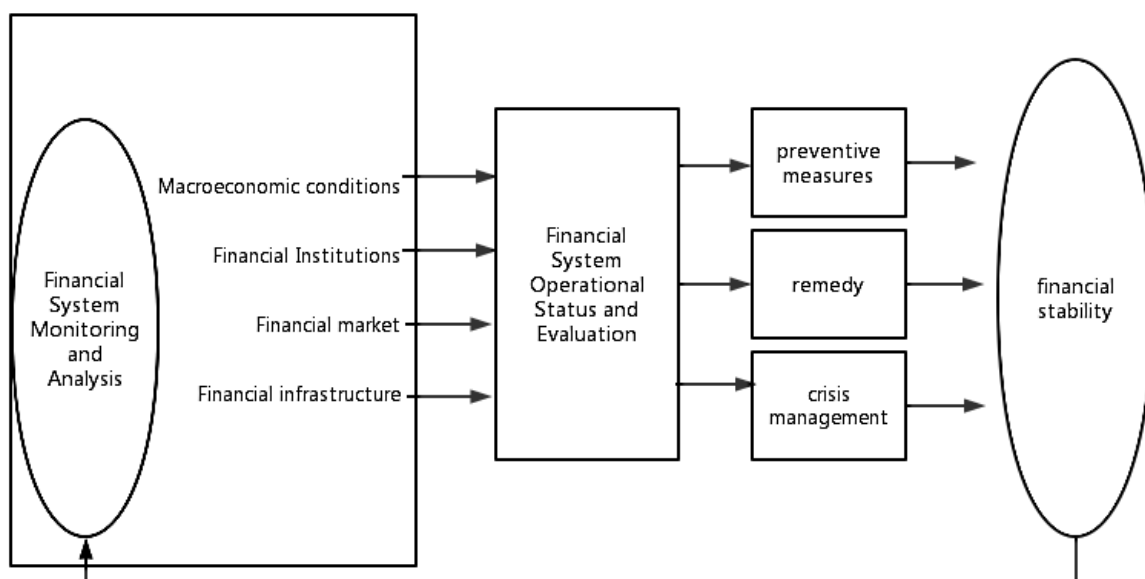 Financial
System
Monitoring
and
Analysis
Macroeconomic conditions
Financial Institutions
Financial market
Financial infrastructure
Financial
System
Operational
Status and
Evaluation
preventive
measures
remedy
crisis
management
financial
stability